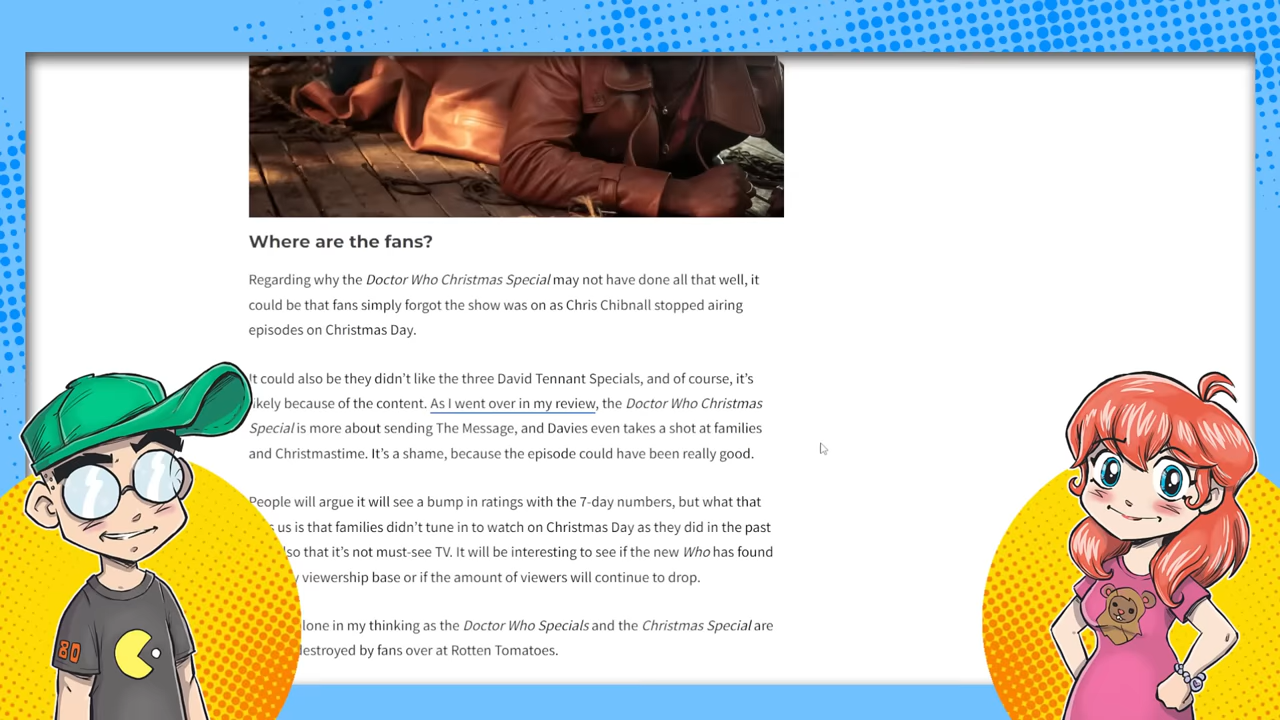 Where are the fans?
Regarding why the Doctor Who Christmas Special may not have done all that well, it
could be that fans simply forgot the show was on as Chris Chibnall stopped airing
episodes on Christmas Day.
It could also be they didn't like the three David Tennant Specials, and of course, it's
likely because of the content. As I went over in my review, the Doctor Who Christmas
Special is more about sending The Message, and Davies even takes a shot at families
and Christmastime. It's a shame, because the episode could have been really good.
People will argue it will see a bump in ratings with the 7-day numbers, but what that
us is that families didn't tune in to watch on Christmas Day as they did in the past
so that it's not must-see TV. It will be interesting to see if the new Who has found
viewership base or if the amount of viewers will continue to drop.
lone in my thinking as the Doctor Who Specials and the Christmas Special are
destroyed by fans over at Rotten Tomatoes.
80